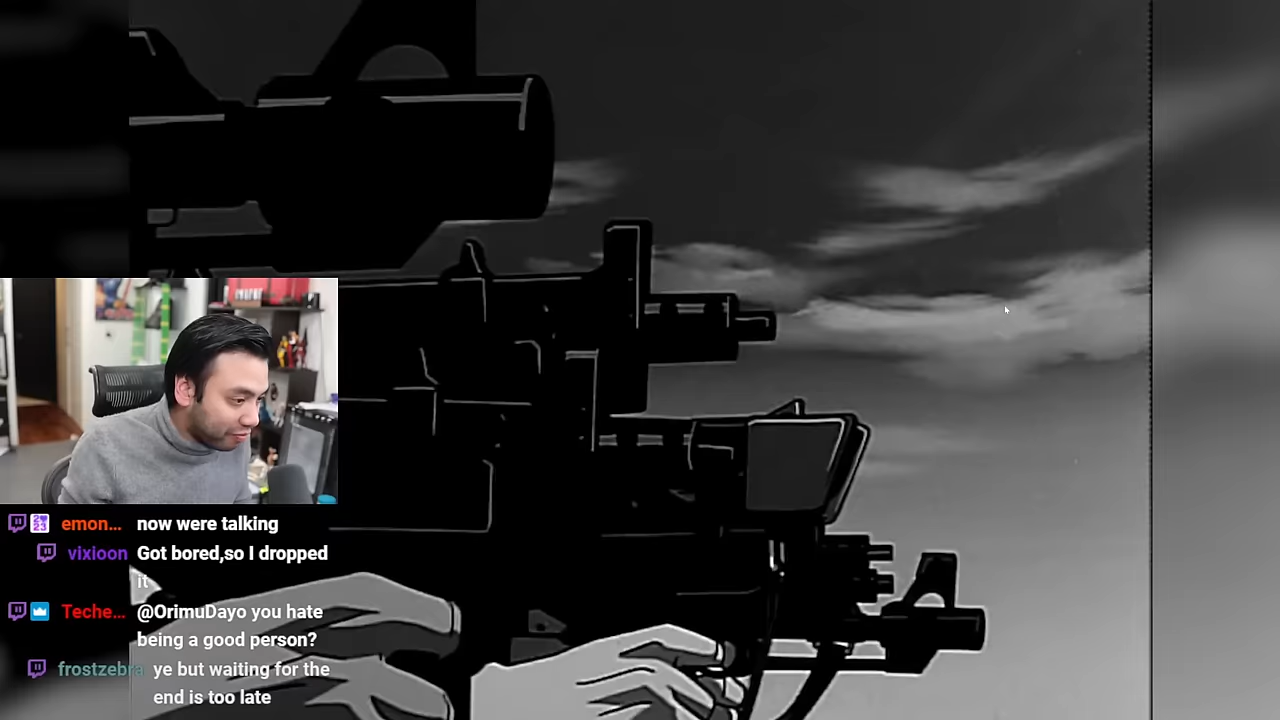 emon... now were talking
vixioon Got bored,so I dropped
it
Teche... @OrimuDayo you hate
being a good person?
frostzebra ye but waiting for the
end is too late